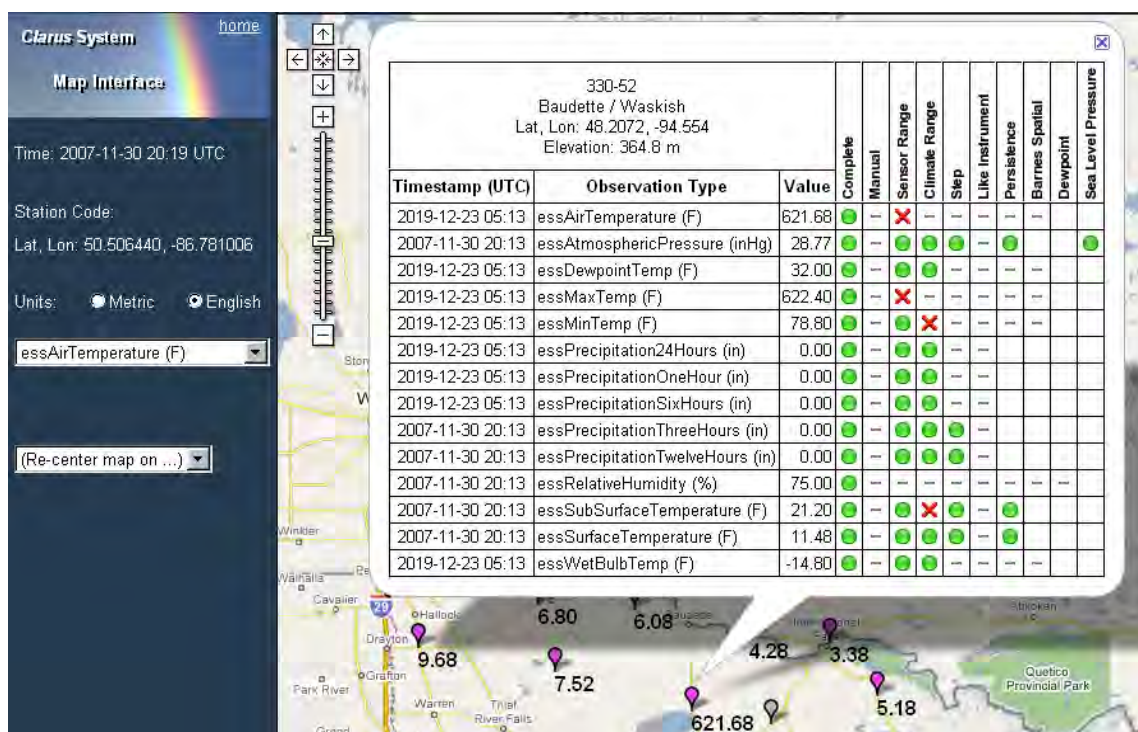 Clarus System
home
Map Interface
Time: 2007-11-30 20:19 UTC
Station Code:
Lat, Lon: 50.506440, -86.781006
Units: Metric English
essAirTemperature (F)
(Re-center map on ...)
330-52
Baudette / Waskish
Lat, Lon: 48.2072, -94.554
Elevation: 364.8 m
Timestamp (UTC) Observation Type Value Complete Manual Sensor Range Climate Range Step Like Instrument Persistence Barnes Spatial Dewpoint Sea Level Pressure
2019-12-23 05:13 essAirTemperature (F) 621.68
2007-11-30 20:13 essAtmosphericPressure (inHg) 28.77
2019-12-23 05:13 essDewpointTemp (F) 32.00
2019-12-23 05:13 essMaxTemp (F) 622.40
2019-12-23 05:13 essMinTemp (F) 78.80
2019-12-23 05:13 essPrecipitation24Hours (in) 0.00
2019-12-23 05:13 essPrecipitationOneHour (in) 0.00
2019-12-23 05:13 essPrecipitationSixHours (in) 0.00
2007-11-30 20:13 essPrecipitationThreeHours (in) 0.00
2007-11-30 20:13 essPrecipitationTwelveHours (in) 0.00
2007-11-30 20:13 essRelativeHumidity (%) 75.00
2007-11-30 20:13 essSubSurfaceTemperature (F) 21.20
2007-11-30 20:13 essSurfaceTemperature (F) 11.48
2019-12-23 05:13 essWetBulbTemp (F) -14.80
Winkler
Walhalla
Cavalier
29
Hallock
6.80
6.08
Drayton
9.68
4.28
3.38
Grafton
7.52
Park River
Quetico
Provincial Park
5.18
Warren
Thief
River Falls
621.68
Grand